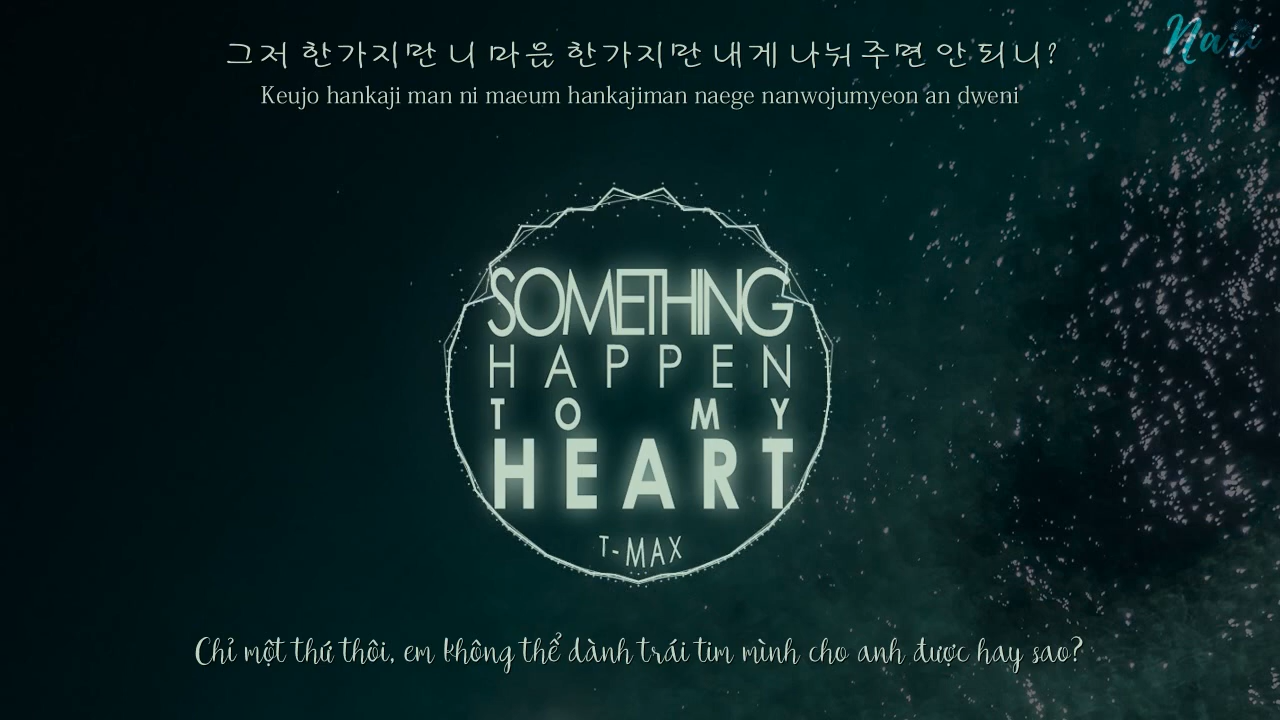 그저 한가지만 니 마음 한가지만 내게 나눠 주면 안 되니?
Nari
Keujo hankaji man ni maeum hankajiman naege nanwojumyeon an dweni
SOMETHING
HAPPEN
TO MY
HEART
T-MAX
Chỉ một thứ thôi, em không thể dành trái tim mình cho anh được hay sao?